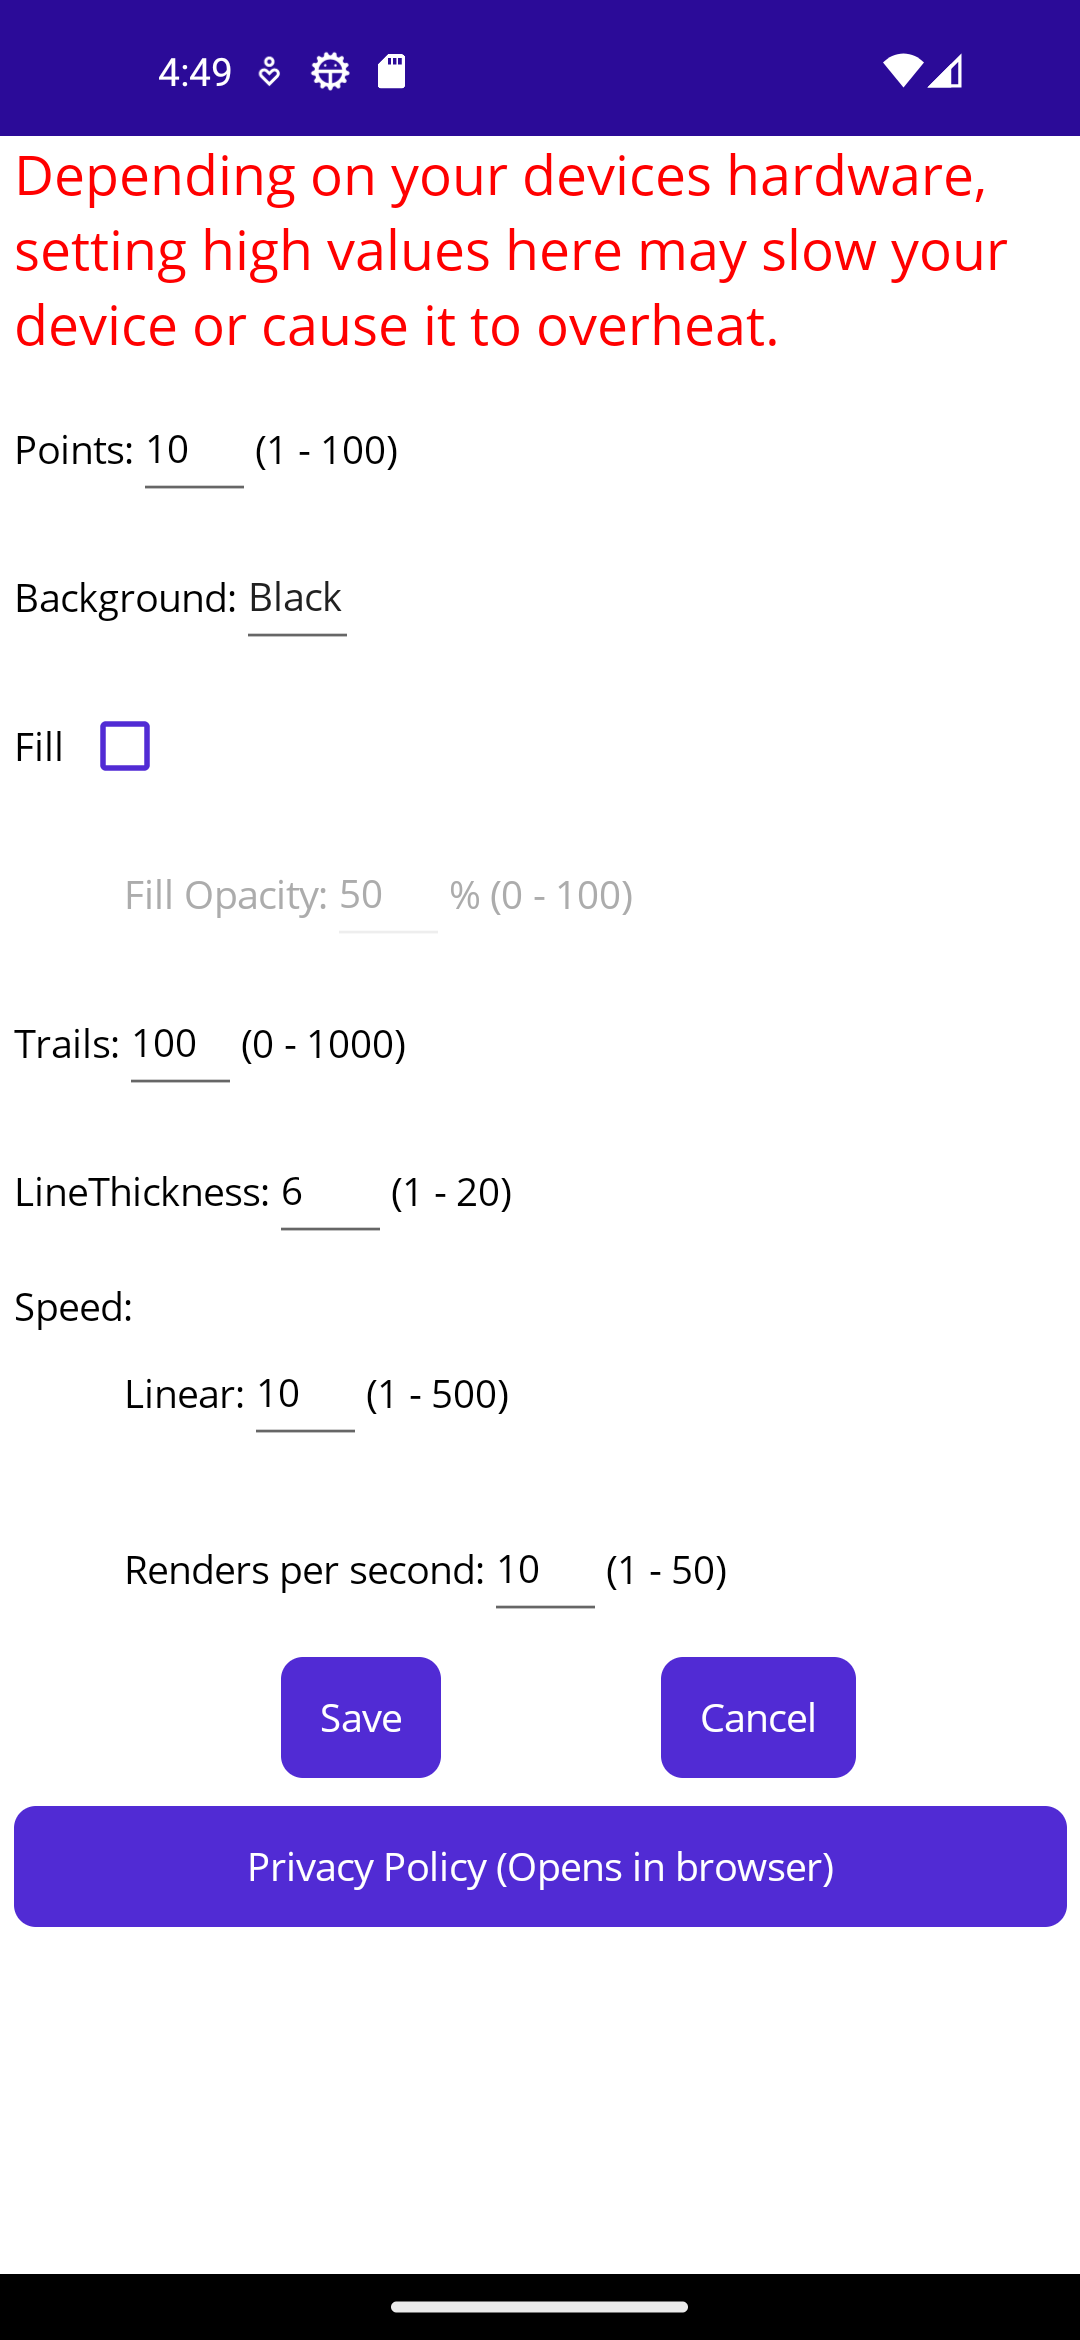 4:49
Depending on your devices hardware,
setting high values here may slow your
device or cause it to overheat.
Points: 10 (1 - 100)
Background: Black
Fill
Fill Opacity: 50 % (0 - 100)
Trails: 100 (0 - 1000)
LineThickness: 6 (1 - 20)
Speed:
Linear: 10 (1 - 500)
Renders per second: 10 (1 - 50)
Save Cancel
Privacy Policy (Opens in browser)